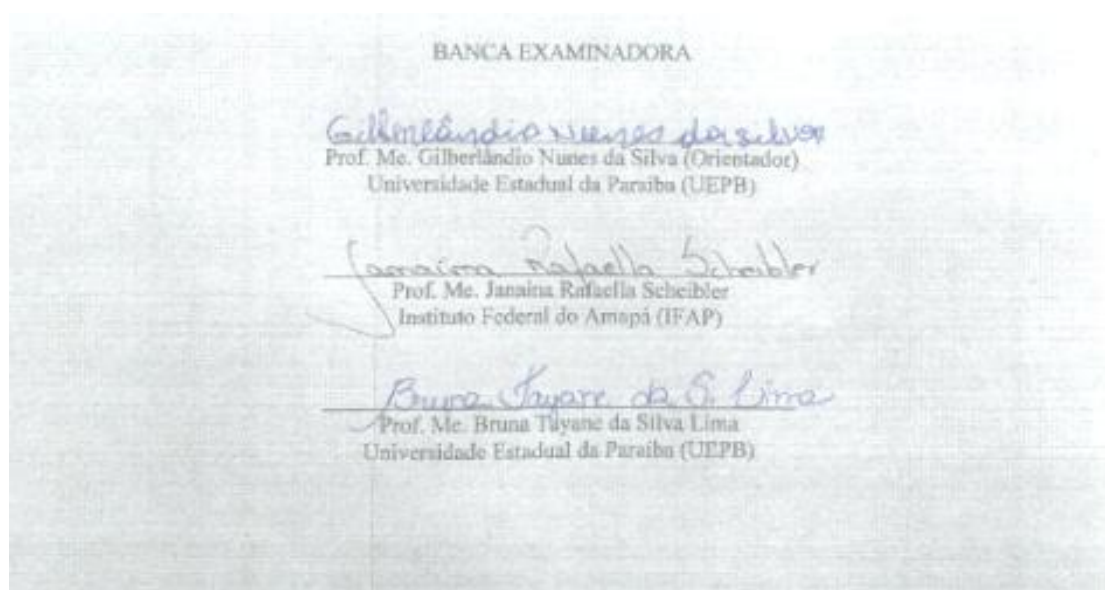 BANCA EXAMINADORA
Gilberlândio Nunes da Silva
Prof. Me. Gilberlândio Nunes da Silva (Orientador)
Universidade Estadual da Paraíba (UEPB)
Janaína Rafaella Scheibler
Prof. Me. Janaina Rafaella Scheibler
Instituto Federal do Amapá (IFAP)
Bruna Tayane da S. Lima
Prof. Me. Bruna Tayane da Silva Lima
Universidade Estadual da Paraíba (UEPB)